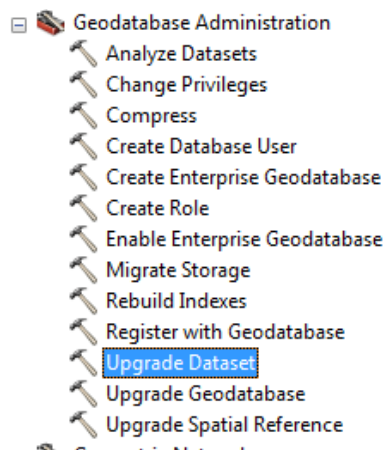 Geodatabase Administration
Analyze Datasets
Change Privileges
Compress
Create Database User
Create Enterprise Geodatabase
Create Role
Enable Enterprise Geodatabase
Migrate Storage
Rebuild Indexes
Register with Geodatabase
Upgrade Dataset
Upgrade Geodatabase
Upgrade Spatial Reference